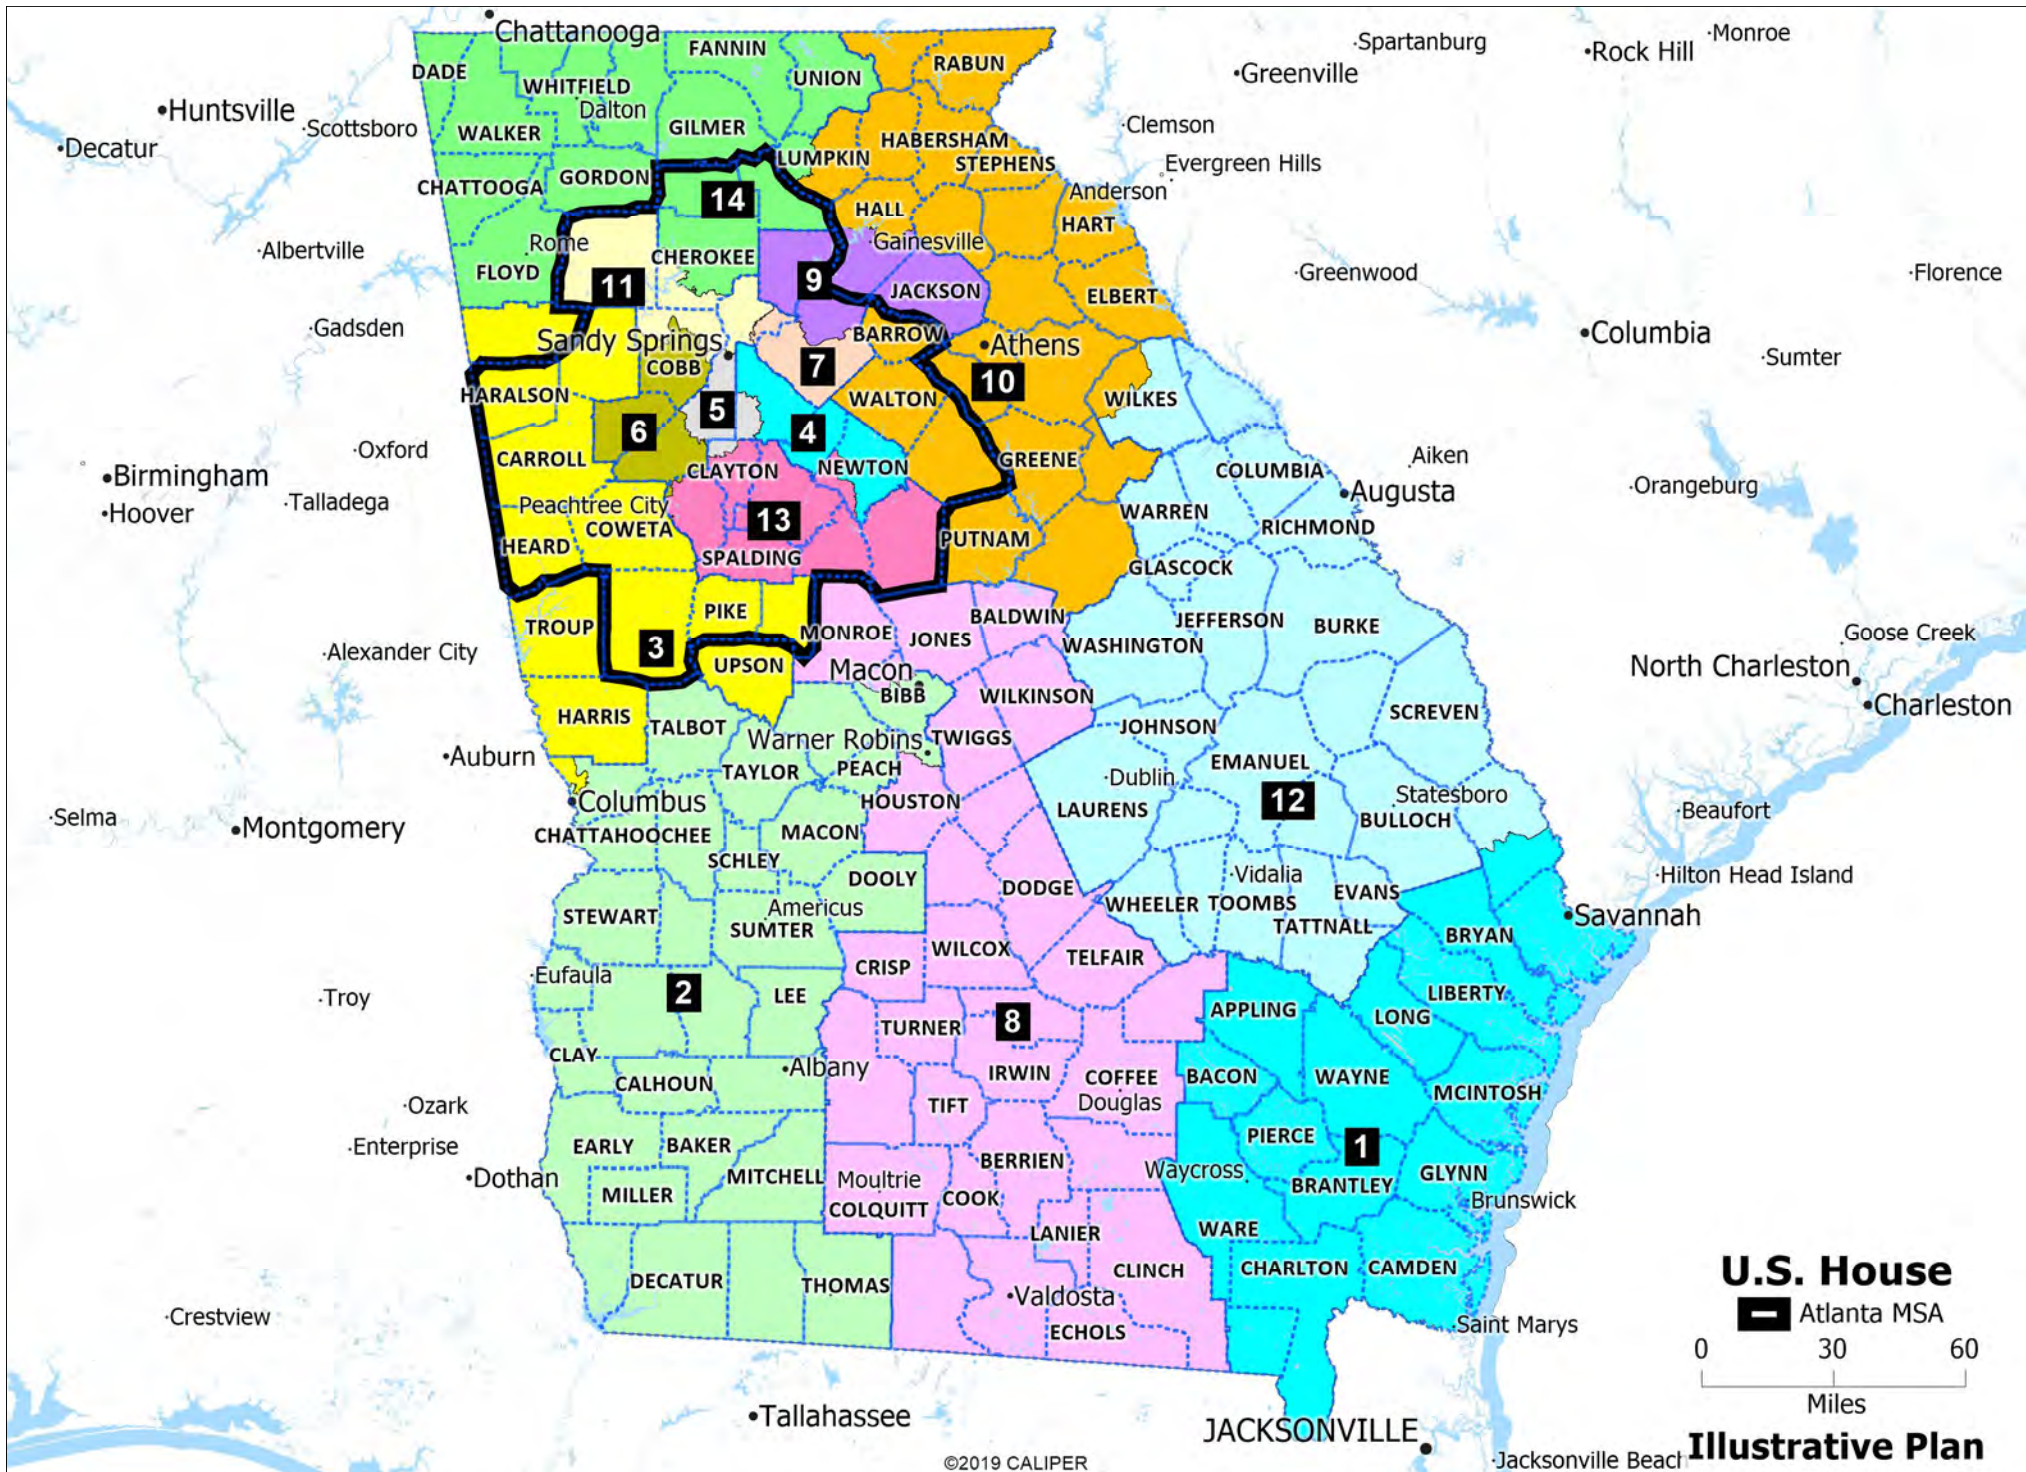 Chattanooga
FANNIN
RABUN
Spartanburg
Rock Hill
Monroe
DADE
UNION
Greenville
WHITFIELD
Dalton
Huntsville
Scottsboro
WALKER
GILMER
Clemson
Decatur
HABERSHAM
LUMPKIN
STEPHENS
Evergreen Hills
CHATTOOGA
GORDON
14
Anderson
HALL
HART
Albertville
Rome
Gainesville
FLOYD
CHEROKEE
Greenwood
Florence
11
9
JACKSON
ELBERT
Gadsden
Sandy Springs
BARROW
Athens
Columbia
COBB
7
Sumter
10
HARALSON
5
WALTON
WILKES
6
4
Oxford
CARROLL
CLAYTON
NEWTON
GREENE
COLUMBIA
Aiken
Birmingham
Augusta
Orangeburg
Hoover
Talladega
Peachtree City
COWETA
13
WARREN
RICHMOND
HEARD
SPALDING
PUTNAM
GLASCOCK
TROUP
PIKE
MONROE
JONES
BALDWIN
JEFFERSON
BURKE
Goose Creek
Alexander City
3
WASHINGTON
UPSON
Macon
North Charleston
BIBB
WILKINSON
Charleston
HARRIS
TALBOT
JOHNSON
SCREVEN
Auburn
Warner Robins
TWIGGS
TAYLOR
PEACH
EMANUEL
Dublin
Columbus
HOUSTON
LAURENS
12
Statesboro
Selma
Montgomery
BULLOCH
Beaufort
CHATTAHOOCHEE
MACON
SCHLEY
DOOLY
DODGE
Vidalia
EVANS
Hilton Head Island
STEWART
Americus
SUMTER
WHEELER
TOOMBS
TATTNALL
Savannah
BRYAN
WILCOX
TELFAIR
CRISP
Eufaula
Troy
2
LEE
LIBERTY
APPLING
LONG
TURNER
8
CLAY
Albany
CALHOUN
IRWIN
COFFEE
BACON
WAYNE
MCINTOSH
Ozark
TIFT
Douglas
Enterprise
EARLY
BAKER
PIERCE
1
BERRIEN
Dothan
MITCHELL
Moultrie
Waycross
GLYNN
MILLER
COLQUITT
COOK
BRANTLEY
Brunswick
LANIER
WARE
DECATUR
THOMAS
CLINCH
CHARLTON
CAMDEN
Valdosta
Crestview
ECHOLS
Saint Marys
U.S. House
Atlanta MSA
0 30 60
Miles
Tallahassee
JACKSONVILLE
Illustrative Plan
Jacksonville Beach
©2019 CALIPER